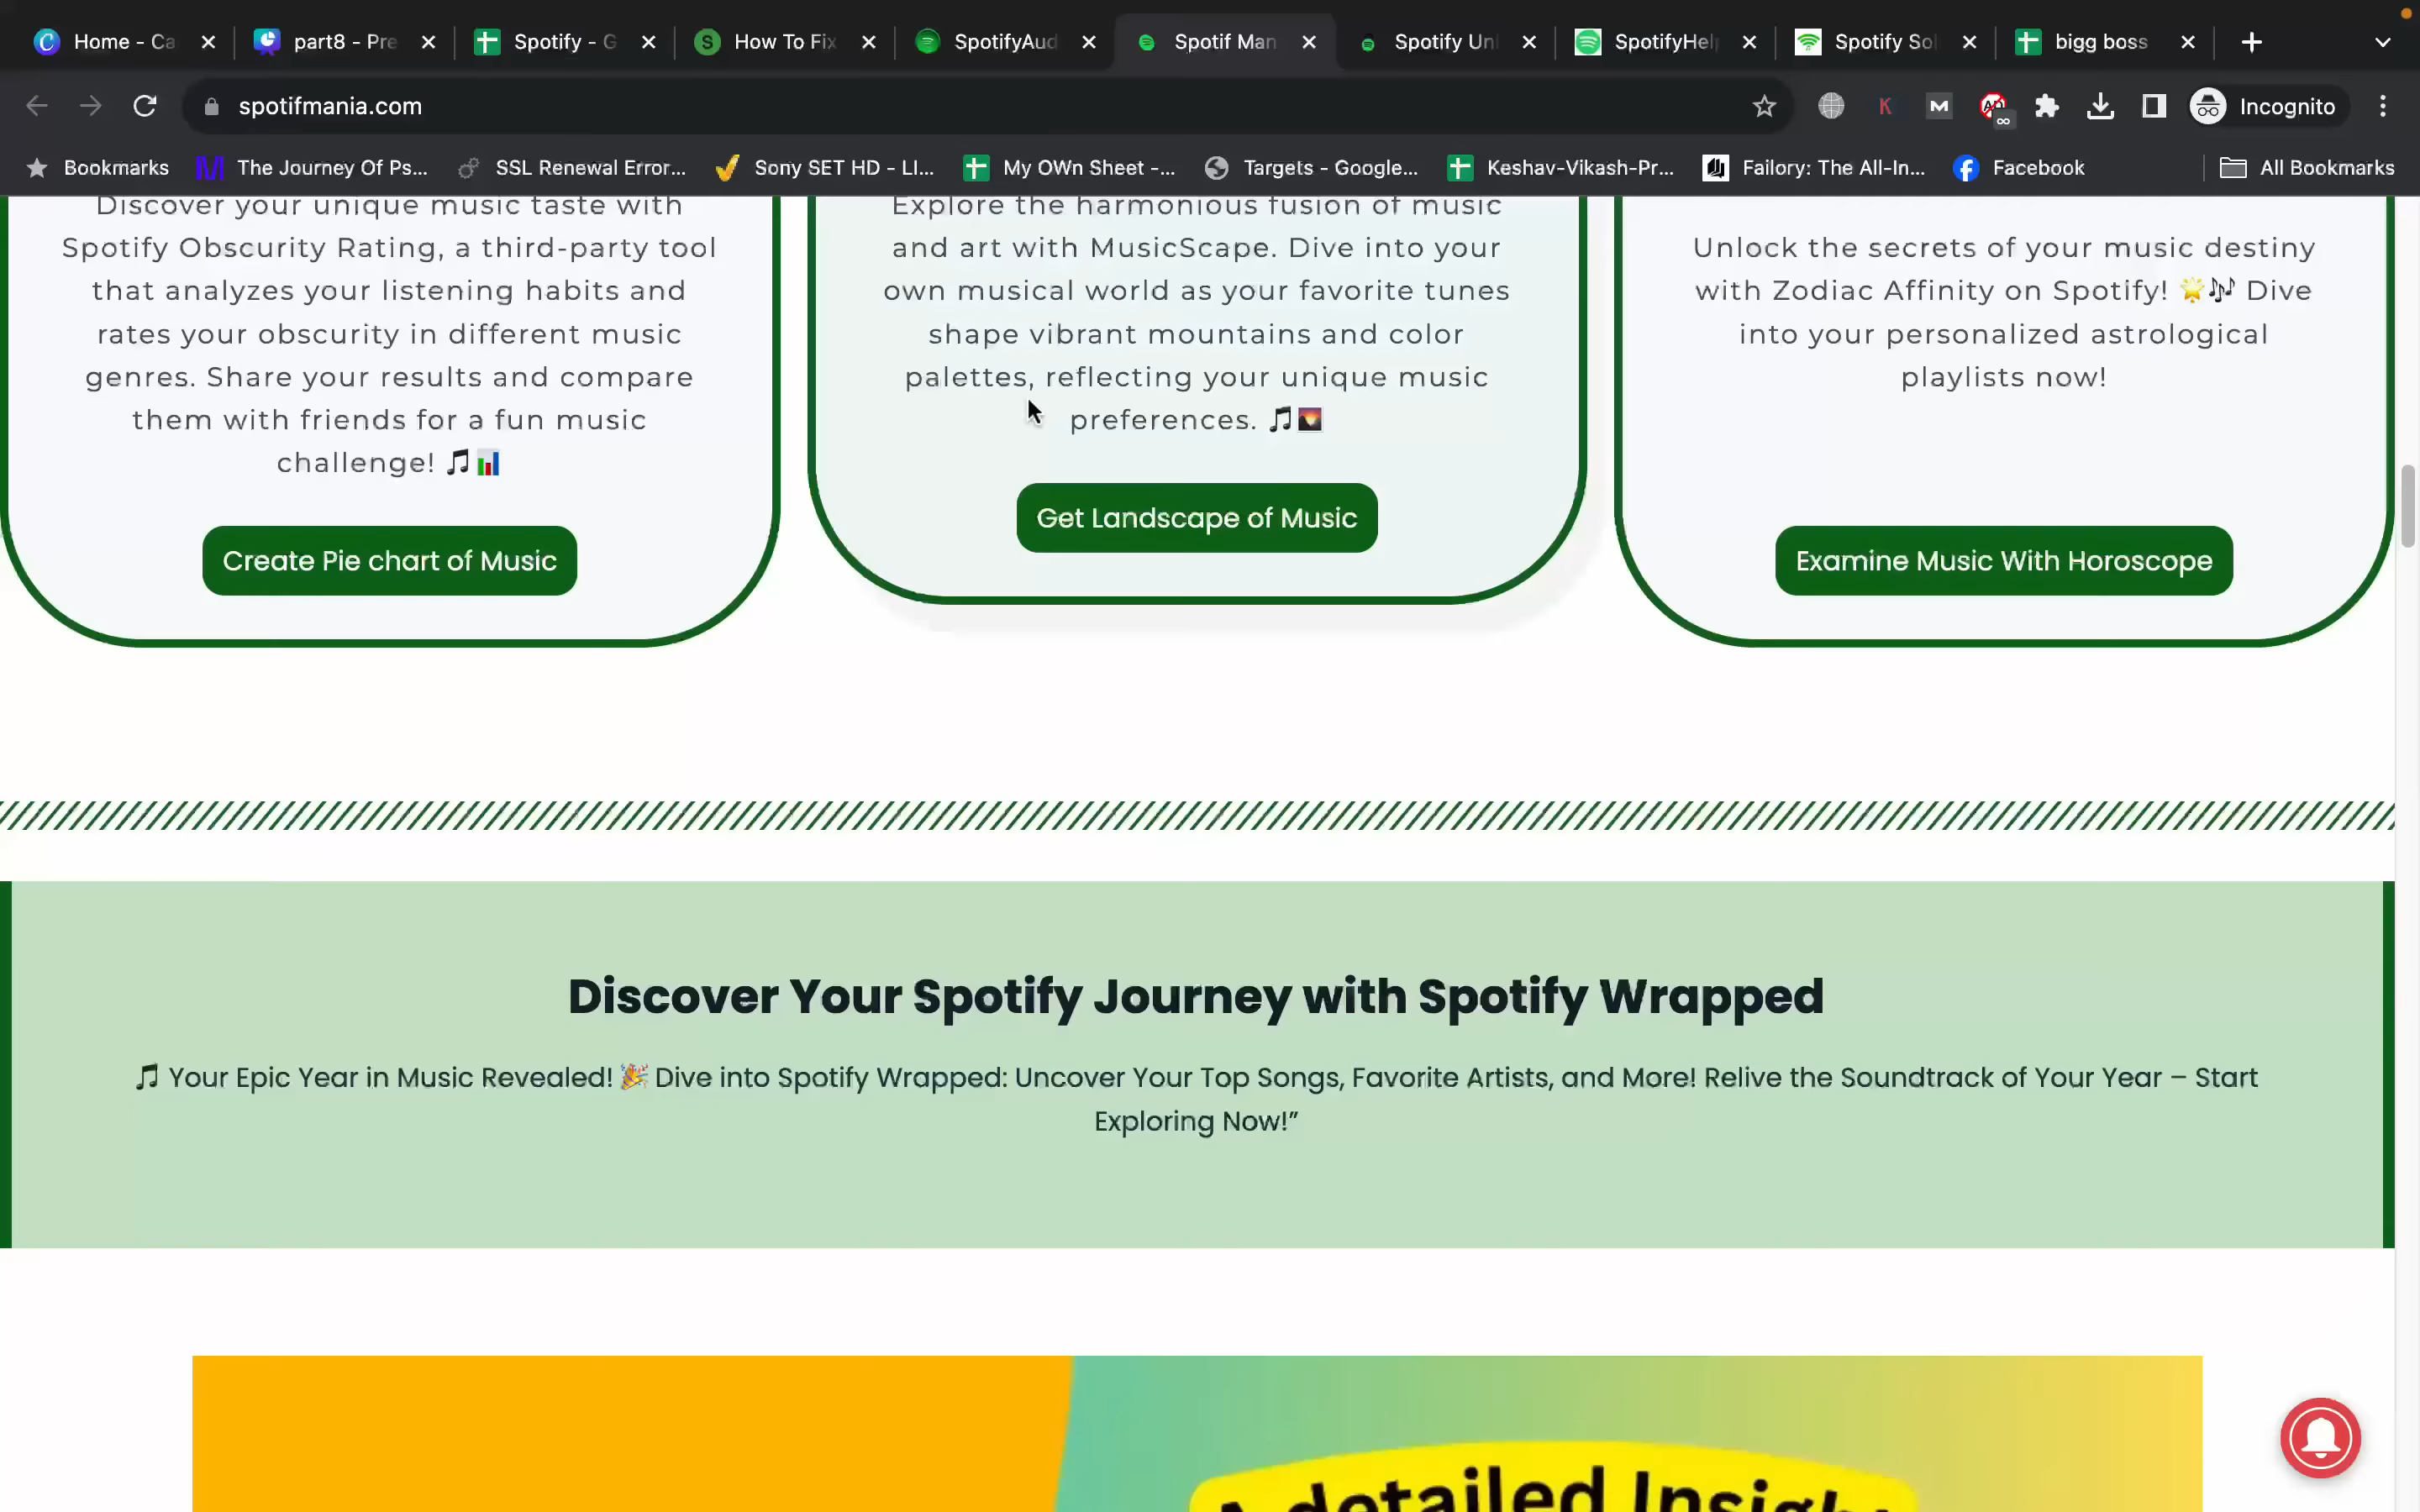 Home - Ca
part8 - Pre
Spotify - G
How To Fix
SpotifyAud
Spotif Man
Spotify Unl
SpotifyHel
Spotify Sol
bigg boss
spotifmania.com
Incognito
Bookmarks
The Journey Of Ps...
SSL Renewal Error...
Sony SET HD - LI...
My OWn Sheet -...
Targets - Google...
Keshav-Vikash-Pr...
Failory: The All-In...
Facebook
All Bookmarks
Discover your unique music taste with
Spotify Obscurity Rating, a third-party tool
that analyzes your listening habits and
rates your obscurity in different music
genres. Share your results and compare
them with friends for a fun music
challenge! 🎵📊
Create Pie chart of Music
Explore the harmonious fusion of music
and art with MusicScape. Dive into your
own musical world as your favorite tunes
shape vibrant mountains and color
palettes, reflecting your unique music
preferences. 🎵🌄
Get Landscape of Music
Unlock the secrets of your music destiny
with Zodiac Affinity on Spotify! 🌟🎶 Dive
into your personalized astrological
playlists now!
Examine Music With Horoscope
Discover Your Spotify Journey with Spotify Wrapped
🎵 Your Epic Year in Music Revealed! 🎉 Dive into Spotify Wrapped: Uncover Your Top Songs, Favorite Artists, and More! Relive the Soundtrack of Your Year – Start
Exploring Now!”
A detailed Insight